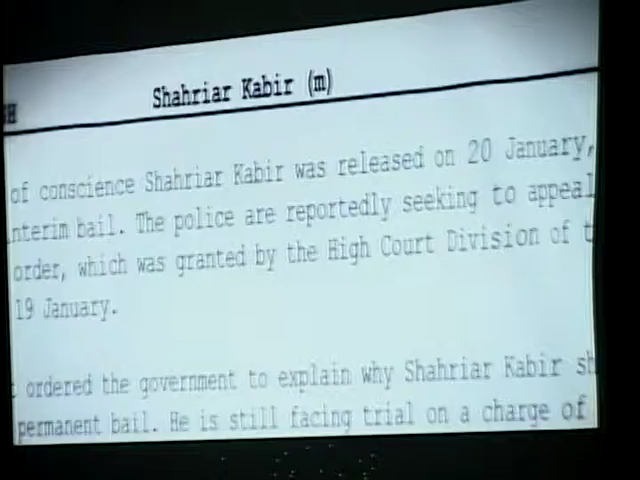 Shahriar Kabir (m)
of conscience Shahriar Kabir was released on 20 January,
nterim bail. The police are reportedly seeking to appeal
order, which was granted by the High Court Division of t
19 January.
ordered the government to explain why Shahriar Kabir sh
permanent bail. He is still facing trial on a charge of